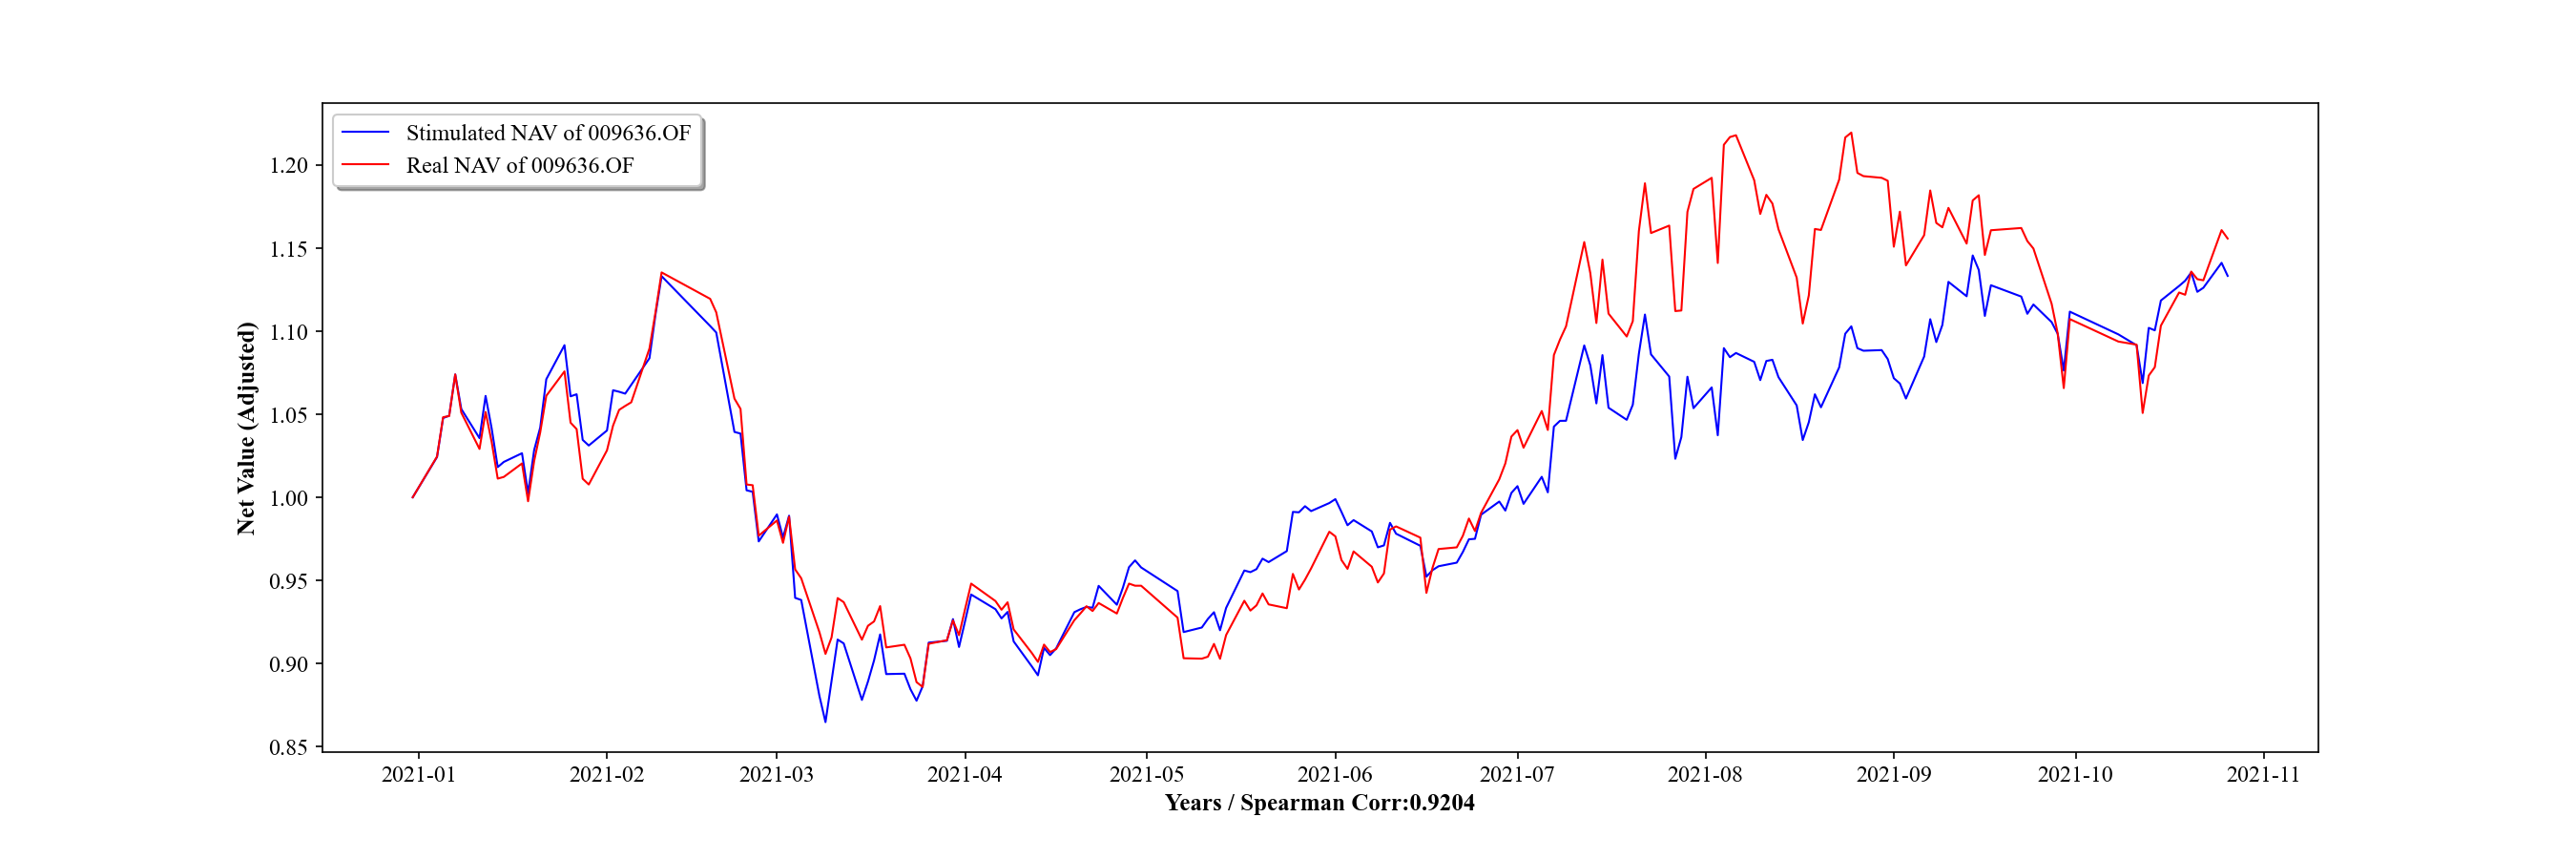 Stimulated NAV of 009636.OF
Real NAV of 009636.OF
Net Value (Adjusted)
1.20
1.15
1.10
1.05
1.00
0.95
0.90
0.85
2021-01 2021-02 2021-03 2021-04 2021-05 2021-06 2021-07 2021-08 2021-09 2021-10 2021-11
Years / Spearman Corr:0.9204